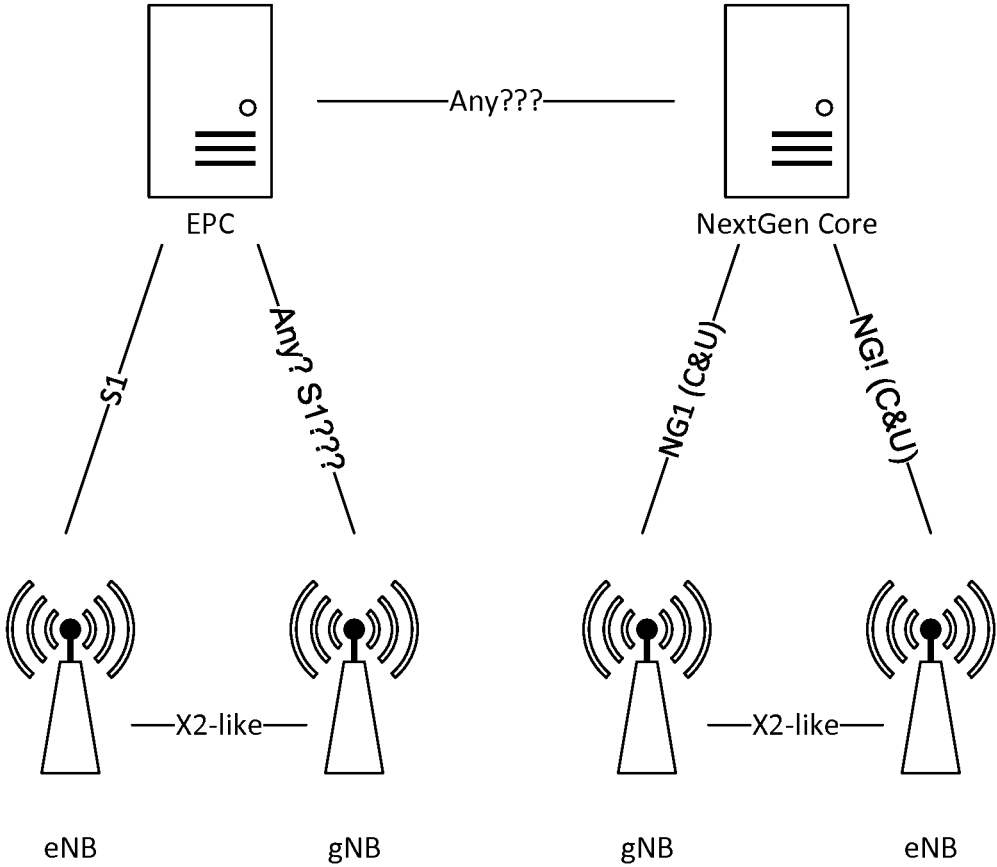 Any???
EPC
NextGen Core
S1
Any? S1???
NG1 (C&U)
NG! (C&U)
X2-like
X2-like
eNB
gNB
gNB
eNB